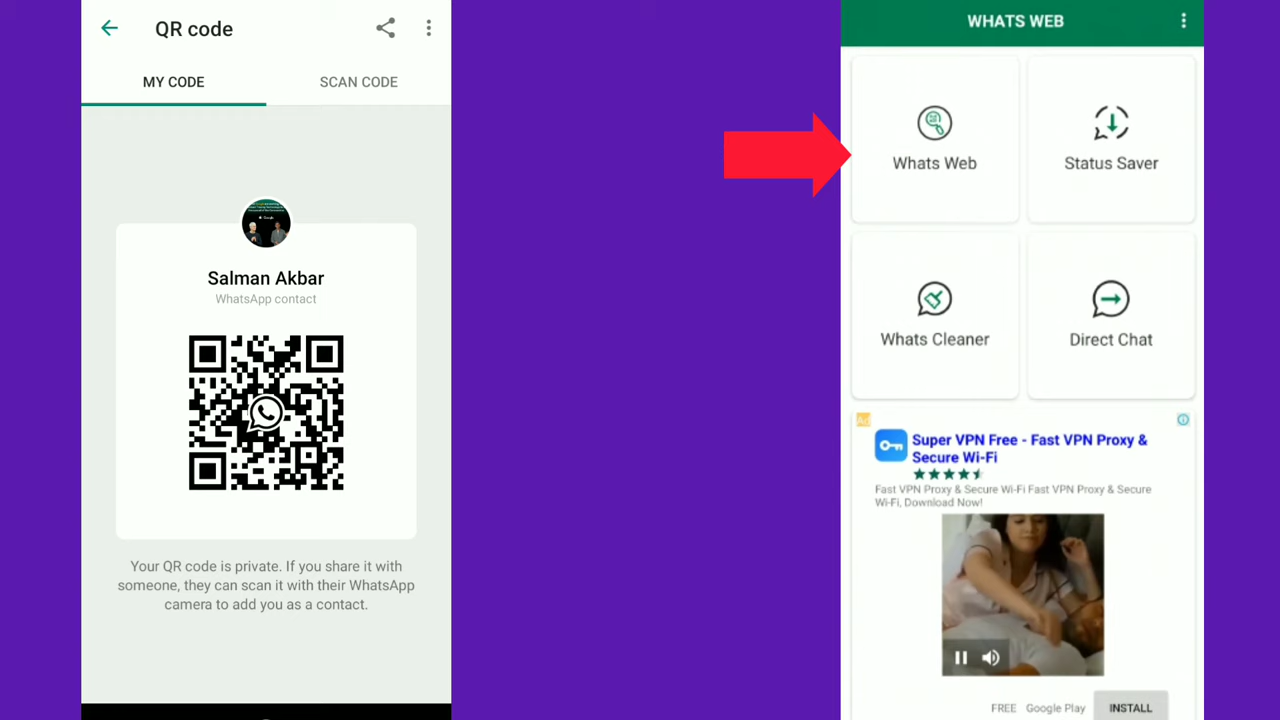 QR code
MY CODE
SCAN CODE
Salman Akbar
WhatsApp contact
Your QR code is private. If you share it with
someone, they can scan it with their WhatsApp
camera to add you as a contact.
WHATS WEB
Whats Web
Status Saver
Whats Cleaner
Direct Chat
Ad
Super VPN Free - Fast VPN Proxy &
Secure Wi-Fi
Fast VPN Proxy & Secure Wi-Fi Fast VPN Proxy & Secure
Wi-Fi, Download Now!
FREE Google Play INSTALL